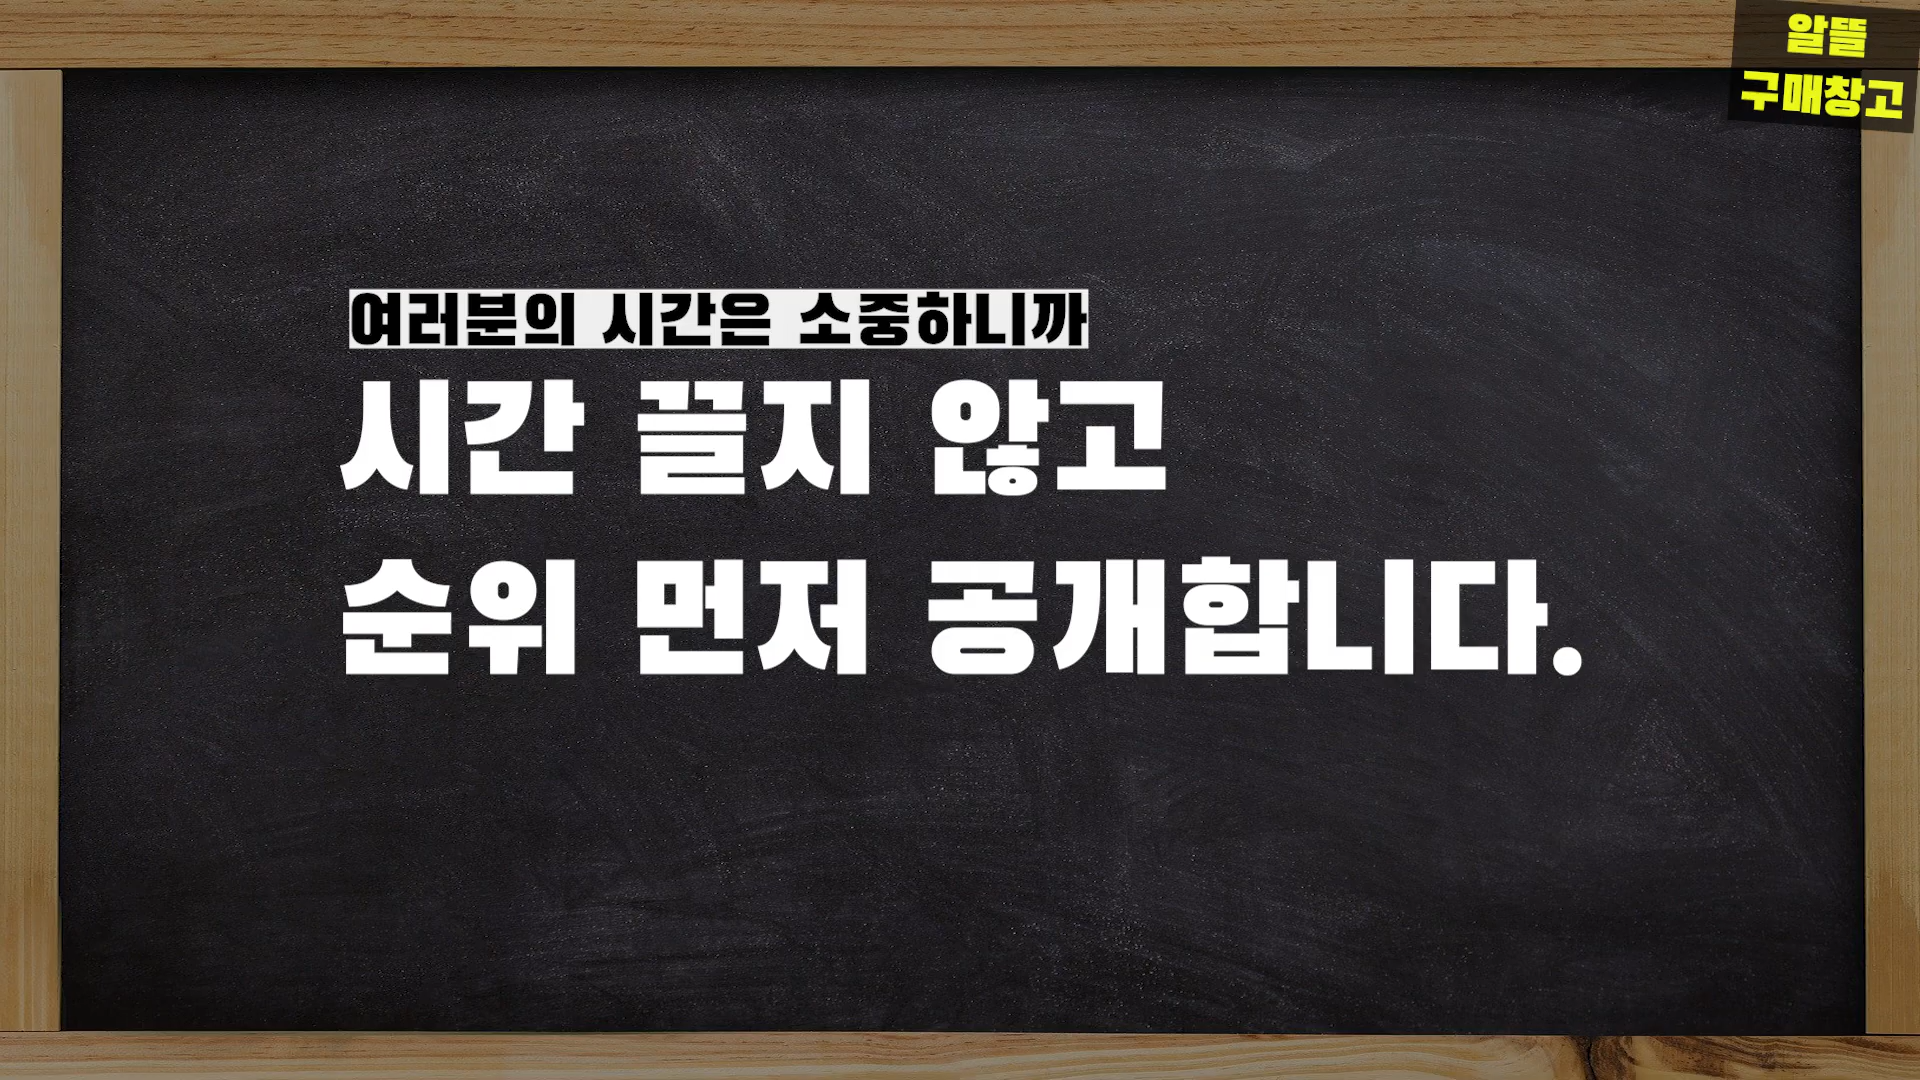 알뜰
구매창고
여러분의 시간은 소중하니까
시간 끌지 않고
순위 먼저 공개합니다.